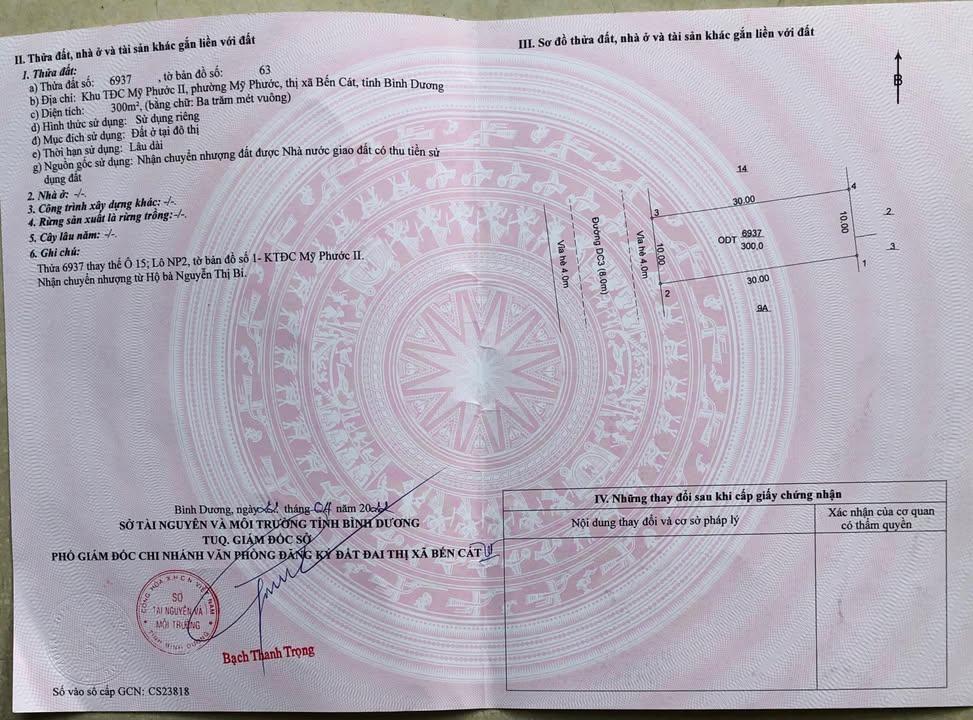 II. Thửa đất, nhà ở và tài sản khác gắn liền với đất
1. Thửa đất:
a) Thửa đất số: 6937 , tờ bản đồ số: 63
b) Địa chỉ: Khu TĐC Mỹ Phước II, phường Mỹ Phước, thị xã Bến Cát, tỉnh Bình Dương
c) Diện tích: 300m², (bằng chữ: Ba trăm mét vuông)
d) Hình thức sử dụng: Sử dụng riêng
đ) Mục đích sử dụng: Đất ở tại đô thị
e) Thời hạn sử dụng: Lâu dài
g) Nguồn gốc sử dụng: Nhận chuyển nhượng đất được Nhà nước giao đất có thu tiền sử
dụng đất
2. Nhà ở: -/-.
3. Công trình xây dựng khác: -/-.
4. Rừng sản xuất là rừng trồng:-/-.
5. Cây lâu năm: -/-.
6. Ghi chú:
Thửa 6937 thay thế Ô 15; Lô NP2, tờ bản đồ số 1- KTĐC Mỹ Phước II.
Nhận chuyển nhượng từ Hộ bà Nguyễn Thị Bi.
Bình Dương, ngày tháng 04 năm 20
SỞ TÀI NGUYÊN VÀ MÔI TRƯỜNG TỈNH BÌNH DƯƠNG
TUQ. GIÁM ĐỐC SỞ
PHÓ GIÁM ĐỐC CHI NHÁNH VĂN PHÒNG ĐĂNG KÝ ĐẤT ĐAI THỊ XÃ BẾN CÁT
CỘNG HÒA X.H.C.N VIỆT NAM
SỞ
TÀI NGUYÊN VÀ
MÔI TRƯỜNG
TỈNH BÌNH DƯƠNG
Bạch Thanh Trọng
Số vào sổ cấp GCN: CS23818
III. Sơ đồ thửa đất, nhà ở và tài sản khác gắn liền với đất
B
14
4
30.00
3
2
10.00
ODT 6937
300,0
10.00
3
1
30.00
2
9A
Vỉa hè 4.0m
Đường DC3 (8.0m)
Vỉa hè 4.0m
IV. Những thay đổi sau khi cấp giấy chứng nhận
Nội dung thay đổi và cơ sở pháp lý
Xác nhận của cơ quan
có thẩm quyền